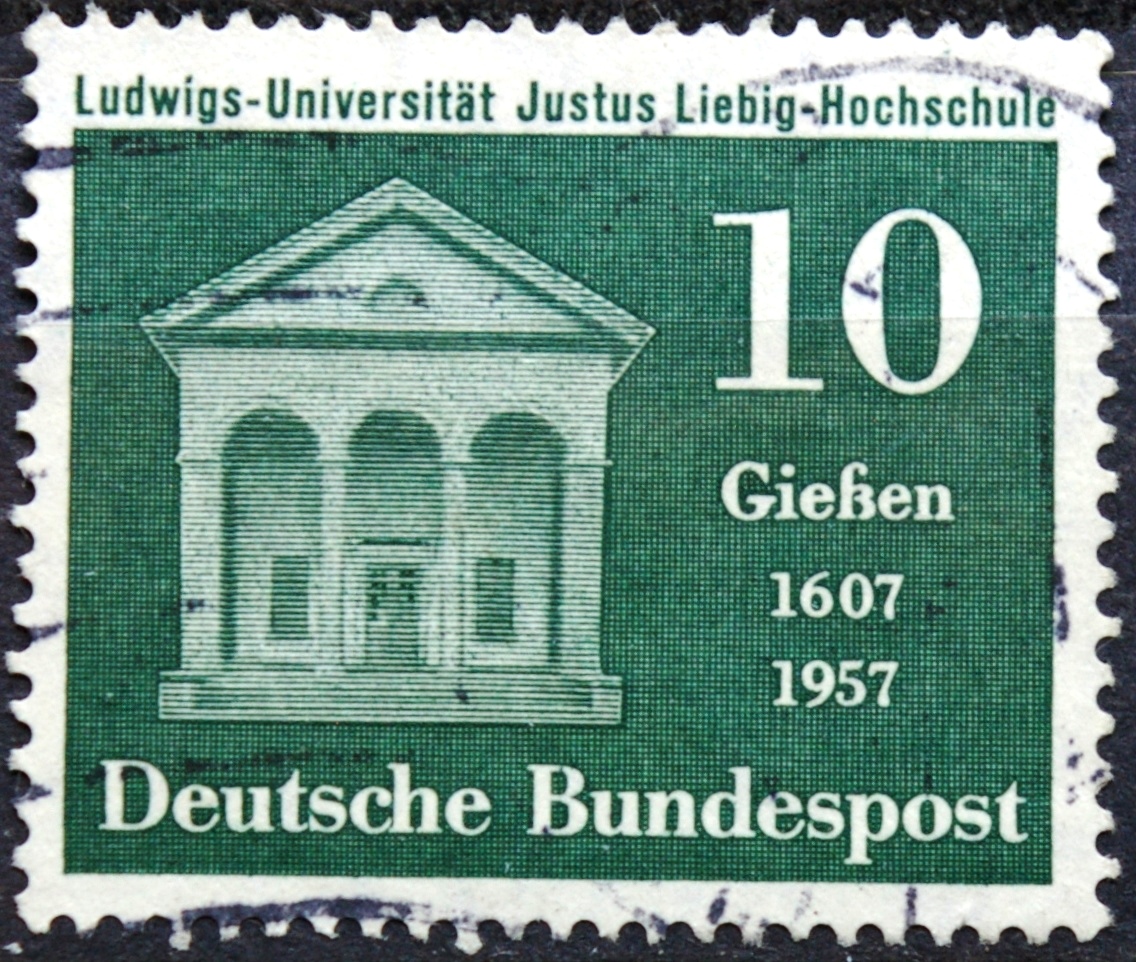 Ludwigs-Universität Justus Liebig-Hochschule
10
Gießen
1607
1957
Deutsche Bundespost